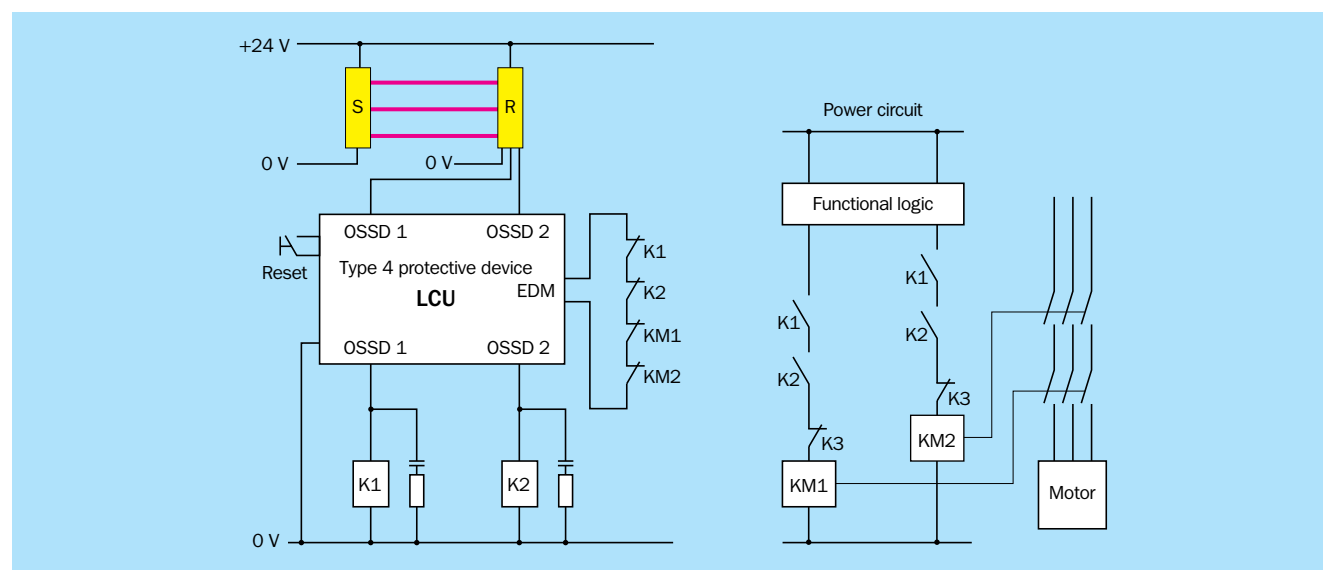 +24 V
S
R
0 V
0 V
OSSD 1
OSSD 2
Reset
Type 4 protective device
LCU
EDM
OSSD 1
OSSD 2
K1
K2
KM1
KM2
K1
K2
0 V
Power circuit
Functional logic
K1
K2
K3
KM1
K1
K2
K3
KM2
Motor